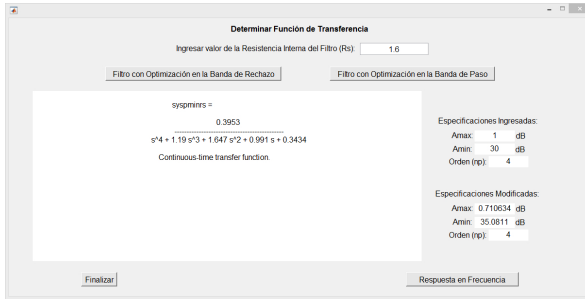 Determinar Función de Transferencia
Ingresar valor de la Resistencia Interna del Filtro (Rs): 1.6
Filtro con Optimización en la Banda de Rechazo Filtro con Optimización en la Banda de Paso
syspminrs =
0.3953
---------------------------------------------
s^4 + 1.19 s^3 + 1.647 s^2 + 0.991 s + 0.3434
Continuous-time transfer function.
Especificaciones Ingresadas:
Amax: 1 dB
Amin: 30 dB
Orden (np): 4
Especificaciones Modificadas:
Amax: 0.710634 dB
Amin: 35.0811 dB
Orden (np): 4
Finalizar Respuesta en Frecuencia